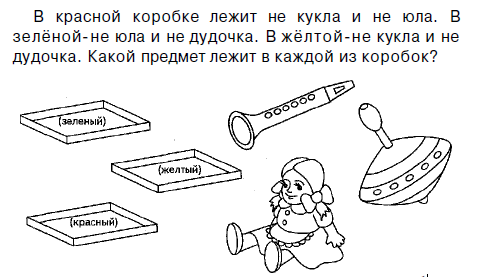 В красной коробке лежит не кукла и не юла. В
зелёной-не юла и не дудочка. В жёлтой-не кукла и не
дудочка. Какой предмет лежит в каждой из коробок?
(зеленый)
(желтый)
(красный)